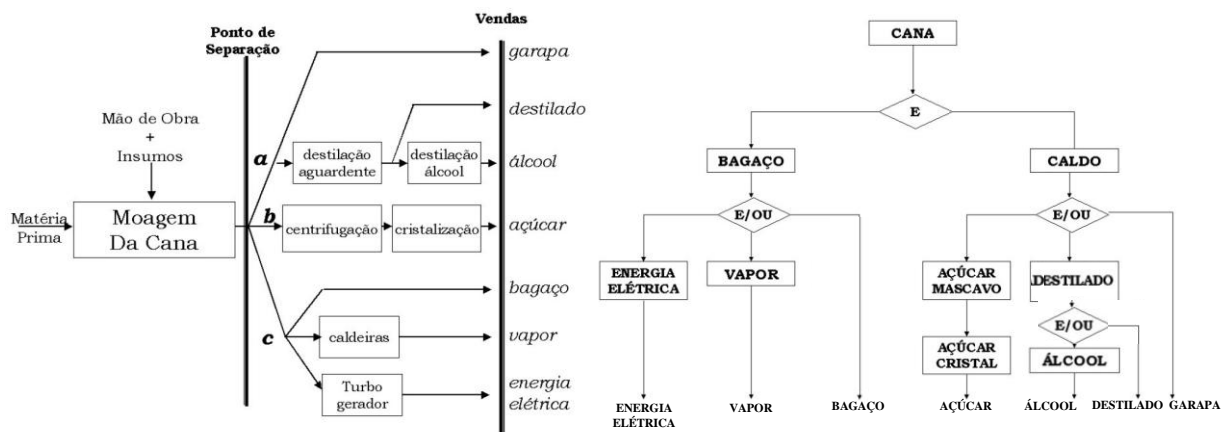 Ponto de
Separação
Vendas
garapa
destilado
Mão de Obra
+
Insumos
a
destilação
aguardente
destilação
álcool
álcool
Matéria
Prima
Moagem
Da Cana
b
centrifugação
cristalização
açúcar
bagaço
c
caldeiras
vapor
Turbo
gerador
energia
elétrica
CANA
E
BAGAÇO
CALDO
E/OU
E/OU
ENERGIA
ELÉTRICA
VAPOR
AÇÚCAR
MASCAVO
DESTILADO
E/OU
AÇÚCAR
CRISTAL
ÁLCOOL
ENERGIA
ELÉTRICA
VAPOR
BAGAÇO
AÇÚCAR
ÁLCOOL
DESTILADO
GARAPA